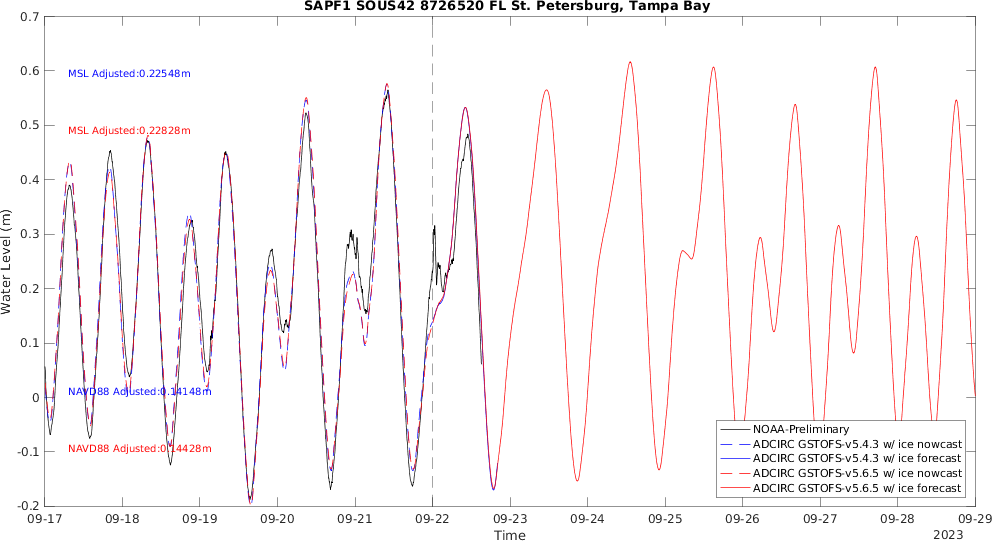 SAPF1 SOUS42 8726520 FL St. Petersburg, Tampa Bay
0.7
0.6
0.5
0.4
0.3
0.2
0.1
0
-0.1
-0.2
Water Level (m)
MSL Adjusted:0.22548m
MSL Adjusted:0.22828m
NAVD88 Adjusted:0.14148m
NAVD88 Adjusted:0.14428m
NOAA-Preliminary
ADCIRC GSTOFS-v5.4.3 w/ ice nowcast
ADCIRC GSTOFS-v5.4.3 w/ ice forecast
ADCIRC GSTOFS-v5.6.5 w/ ice nowcast
ADCIRC GSTOFS-v5.6.5 w/ ice forecast
09-17 09-18 09-19 09-20 09-21 09-22 09-23 09-24 09-25 09-26 09-27 09-28 09-29
Time
2023